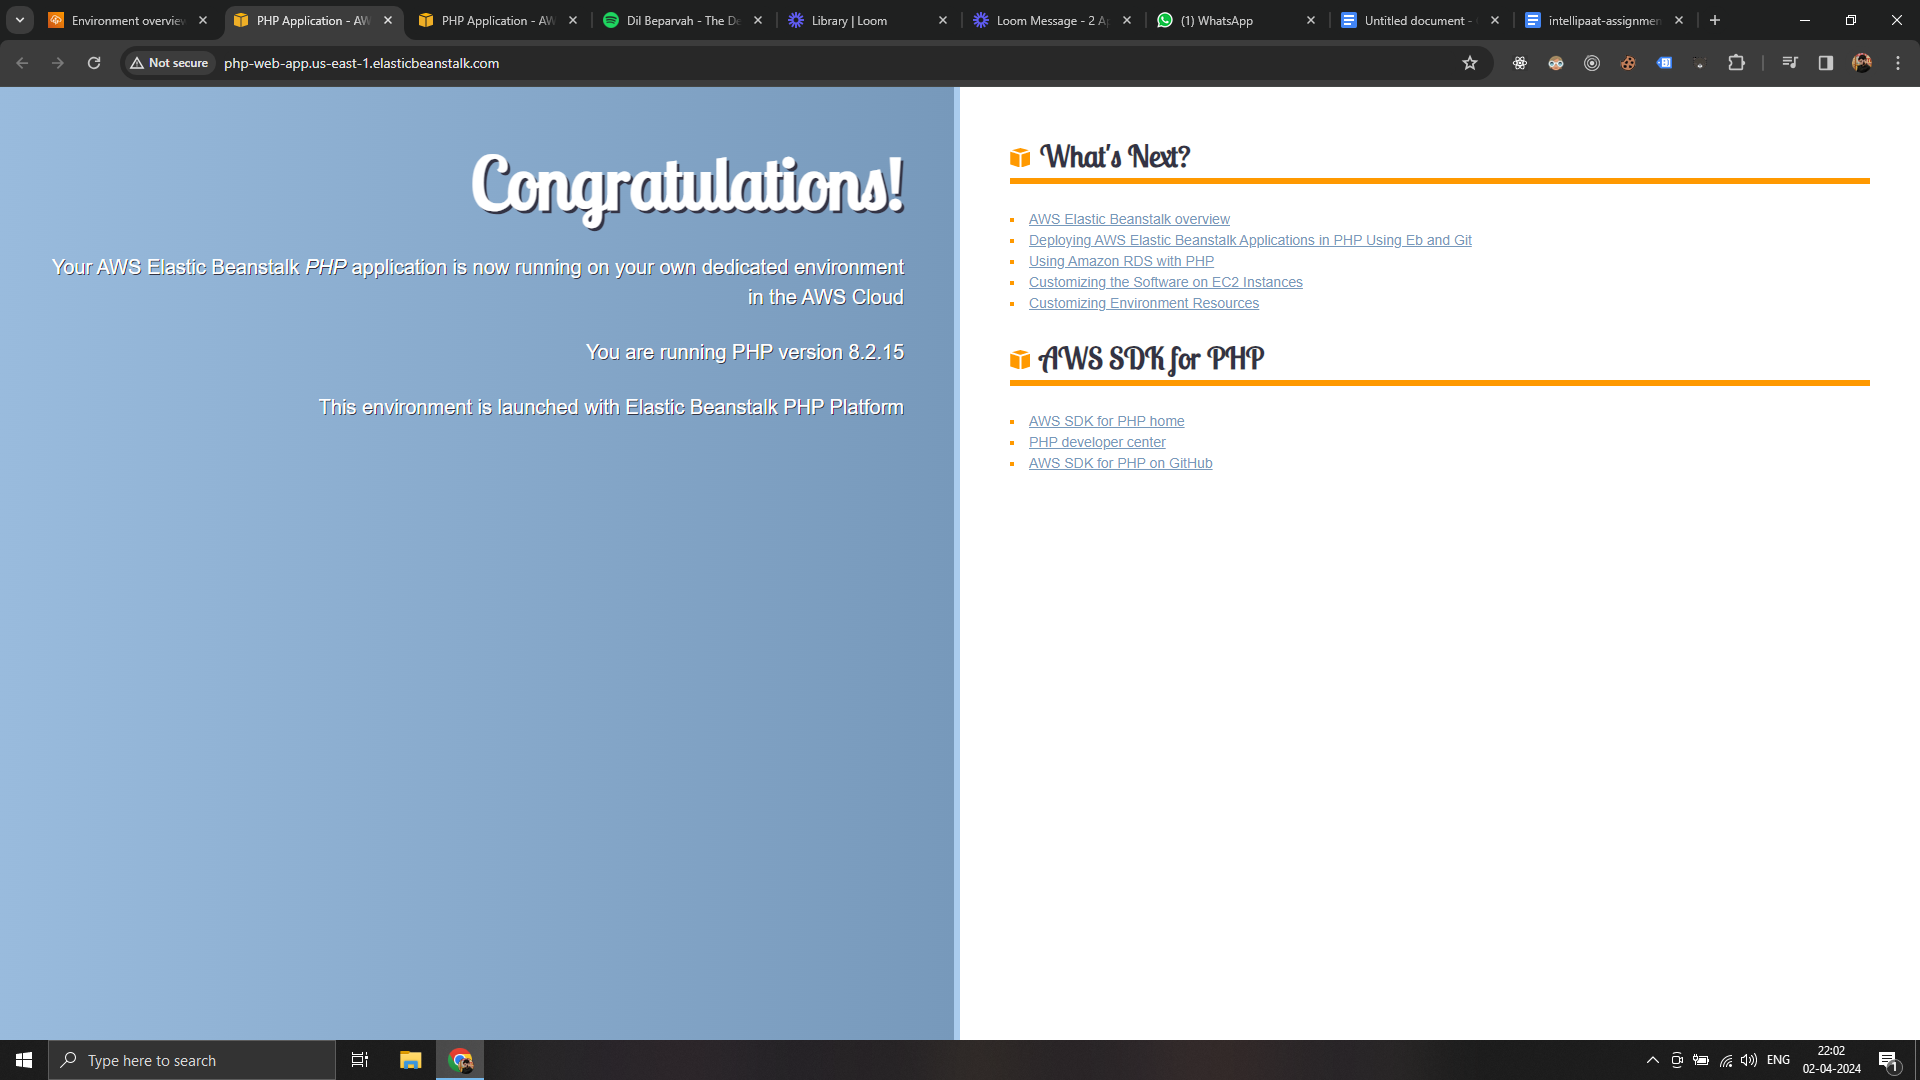 Environment overview
PHP Application - AW
PHP Application - AW
Dil Beparvah - The De
Library | Loom
Loom Message - 2 Ap
(1) WhatsApp
Untitled document -
intellipaat-assignmen
Not secure
php-web-app.us-east-1.elasticbeanstalk.com
Congratulations!
Your AWS Elastic Beanstalk PHP application is now running on your own dedicated environment
in the AWS Cloud
You are running PHP version 8.2.15
This environment is launched with Elastic Beanstalk PHP Platform
What's Next?
AWS Elastic Beanstalk overview
Deploying AWS Elastic Beanstalk Applications in PHP Using Eb and Git
Using Amazon RDS with PHP
Customizing the Software on EC2 Instances
Customizing Environment Resources
AWS SDK for PHP
AWS SDK for PHP home
PHP developer center
AWS SDK for PHP on GitHub
Type here to search
ENG
22:02
02-04-2024
1